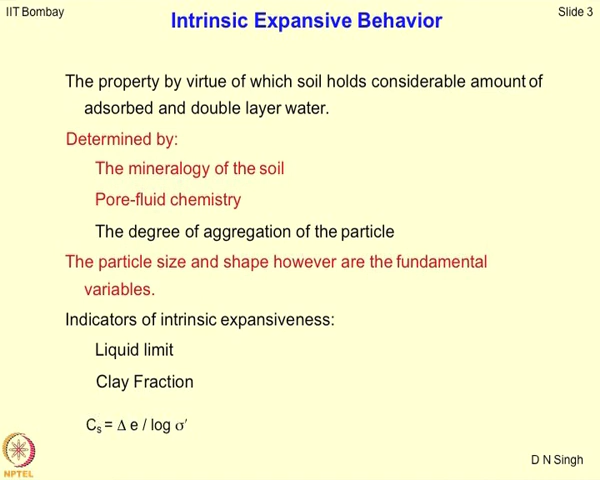 IIT Bombay
Intrinsic Expansive Behavior
Slide 3
The property by virtue of which soil holds considerable amount of
adsorbed and double layer water.
Determined by:
The mineralogy of the soil
Pore-fluid chemistry
The degree of aggregation of the particle
The particle size and shape however are the fundamental
variables.
Indicators of intrinsic expansiveness:
Liquid limit
Clay Fraction
Cs = Δ e / log σ′
NPTEL
D N Singh